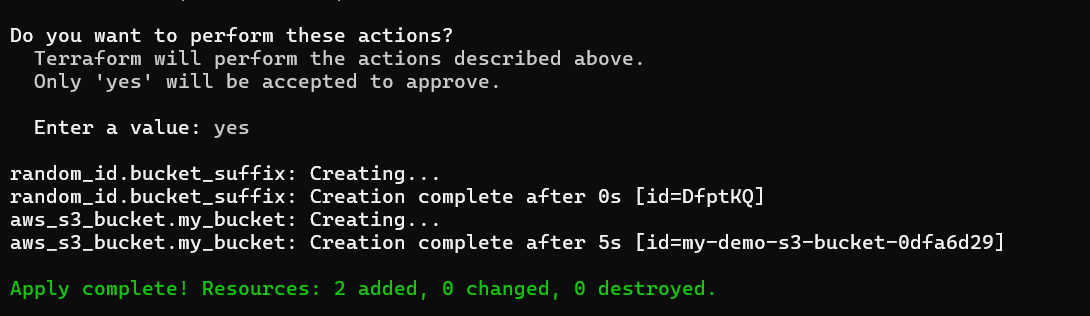 Do you want to perform these actions?
Terraform will perform the actions described above.
Only 'yes' will be accepted to approve.
Enter a value: yes
random_id.bucket_suffix: Creating...
random_id.bucket_suffix: Creation complete after 0s [id=DfptKQ]
aws_s3_bucket.my_bucket: Creating...
aws_s3_bucket.my_bucket: Creation complete after 5s [id=my-demo-s3-bucket-0dfa6d29]
Apply complete! Resources: 2 added, 0 changed, 0 destroyed.